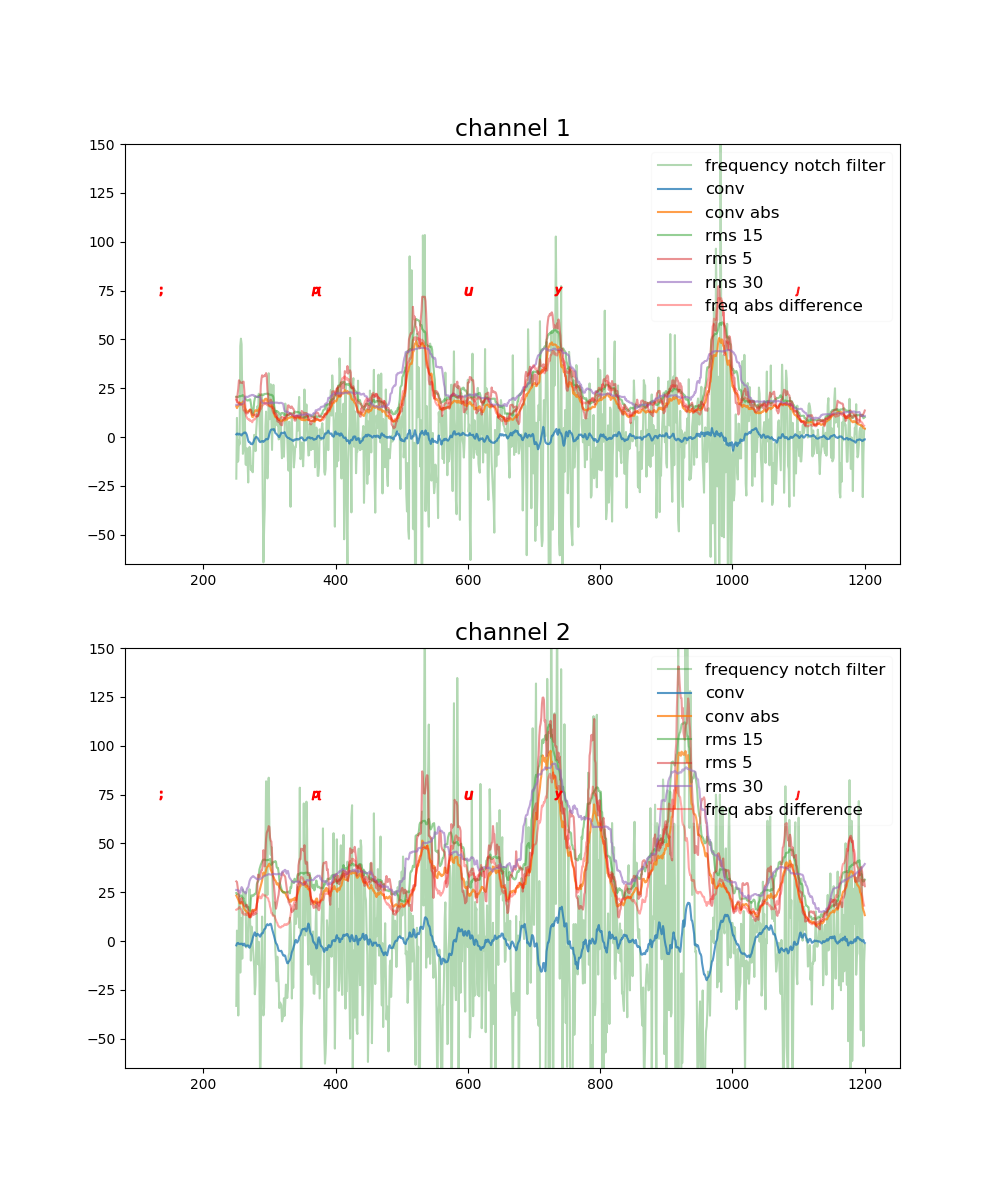 channel 1
150
125
100
75
50
25
0
−25
−50
frequency notch filter
conv
conv abs
rms 15
rms 5
rms 30
freq abs difference
; u y j
200 400 600 800 1000 1200
channel 2
150
125
100
75
50
25
0
−25
−50
frequency notch filter
conv
conv abs
rms 15
rms 5
rms 30
freq abs difference
; u y j
200 400 600 800 1000 1200